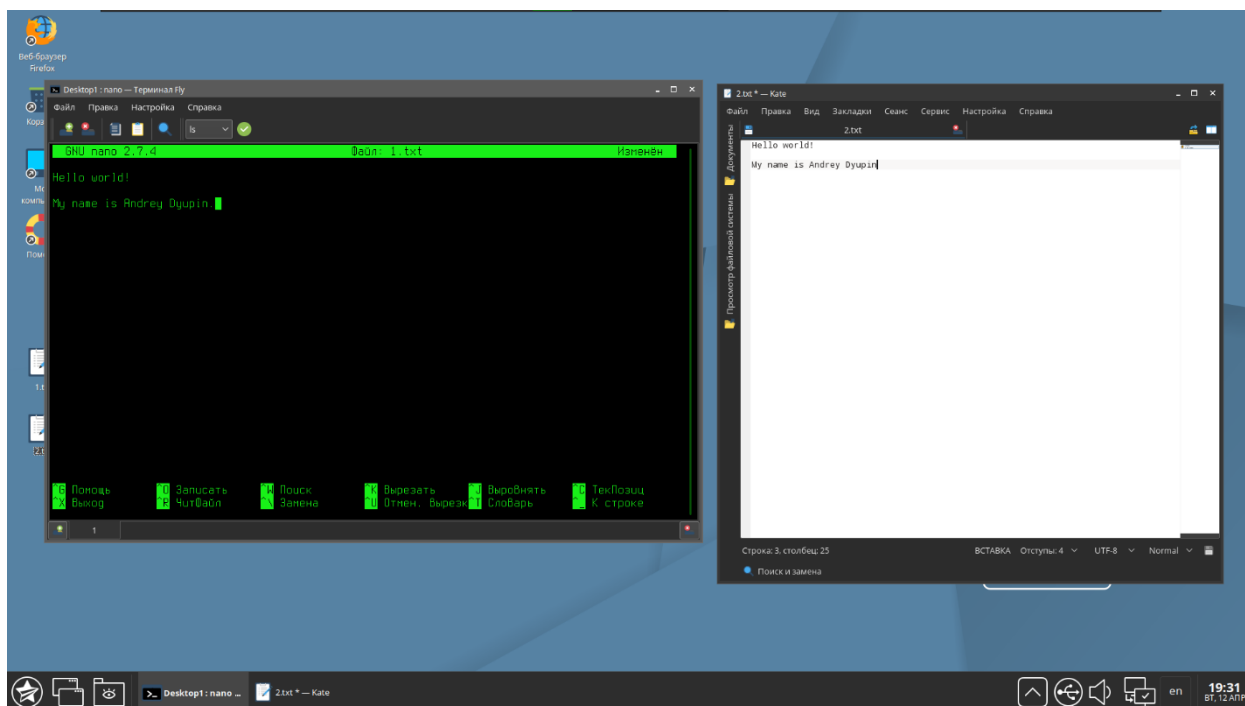 Веб-браузер
Firefox
Desktop1 : nano — Терминал Fly
Файл Правка Настройка Справка
ls
GNU nano 2.7.4 Файл: 1.txt Изменён
Hello world!
My name is Andrey Dyupin
^G Помощь ^O Записать ^W Поиск ^K Вырезать ^J Выровнять ^C ТекПозиц
^X Выход ^R ЧитФайл ^\ Замена ^U Отмен. Вырезк ^T Словарь ^_ К строке
1
2.txt * — Kate
Файл Правка Вид Закладки Сеанс Сервис Настройка Справка
2.txt
Документы
Просмотр файловой системы
Hello world!
My name is Andrey Dyupin
Строка: 3, столбец: 25 ВСТАВКА Отступы: 4 UTF-8 Normal
Поиск и замена
Desktop1 : nano ...
2.txt * — Kate
en
19:31
ВТ, 12 АПР